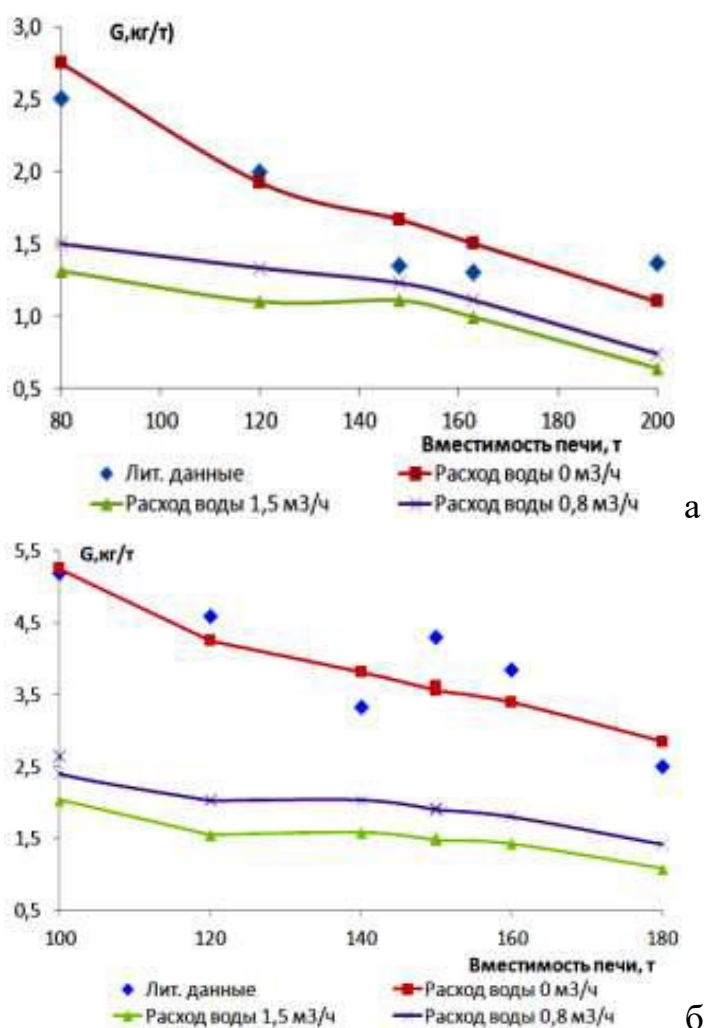 G,кг/т)
3,0
2,5
2,0
1,5
1,0
0,5
80 120 140 160 180 200
Вместимость печи, т
Лит. данные Расход воды 0 м3/ч
Расход воды 1,5 м3/ч Расход воды 0,8 м3/ч
а
G,кг/т
5,5
4,5
3,5
2,5
1,5
0,5
100 120 140 160 180
Вместимость печи, т
Лит. данные Расход воды 0 м3/ч
Расход воды 1,5 м3/ч Расход воды 0,8 м3/ч
б